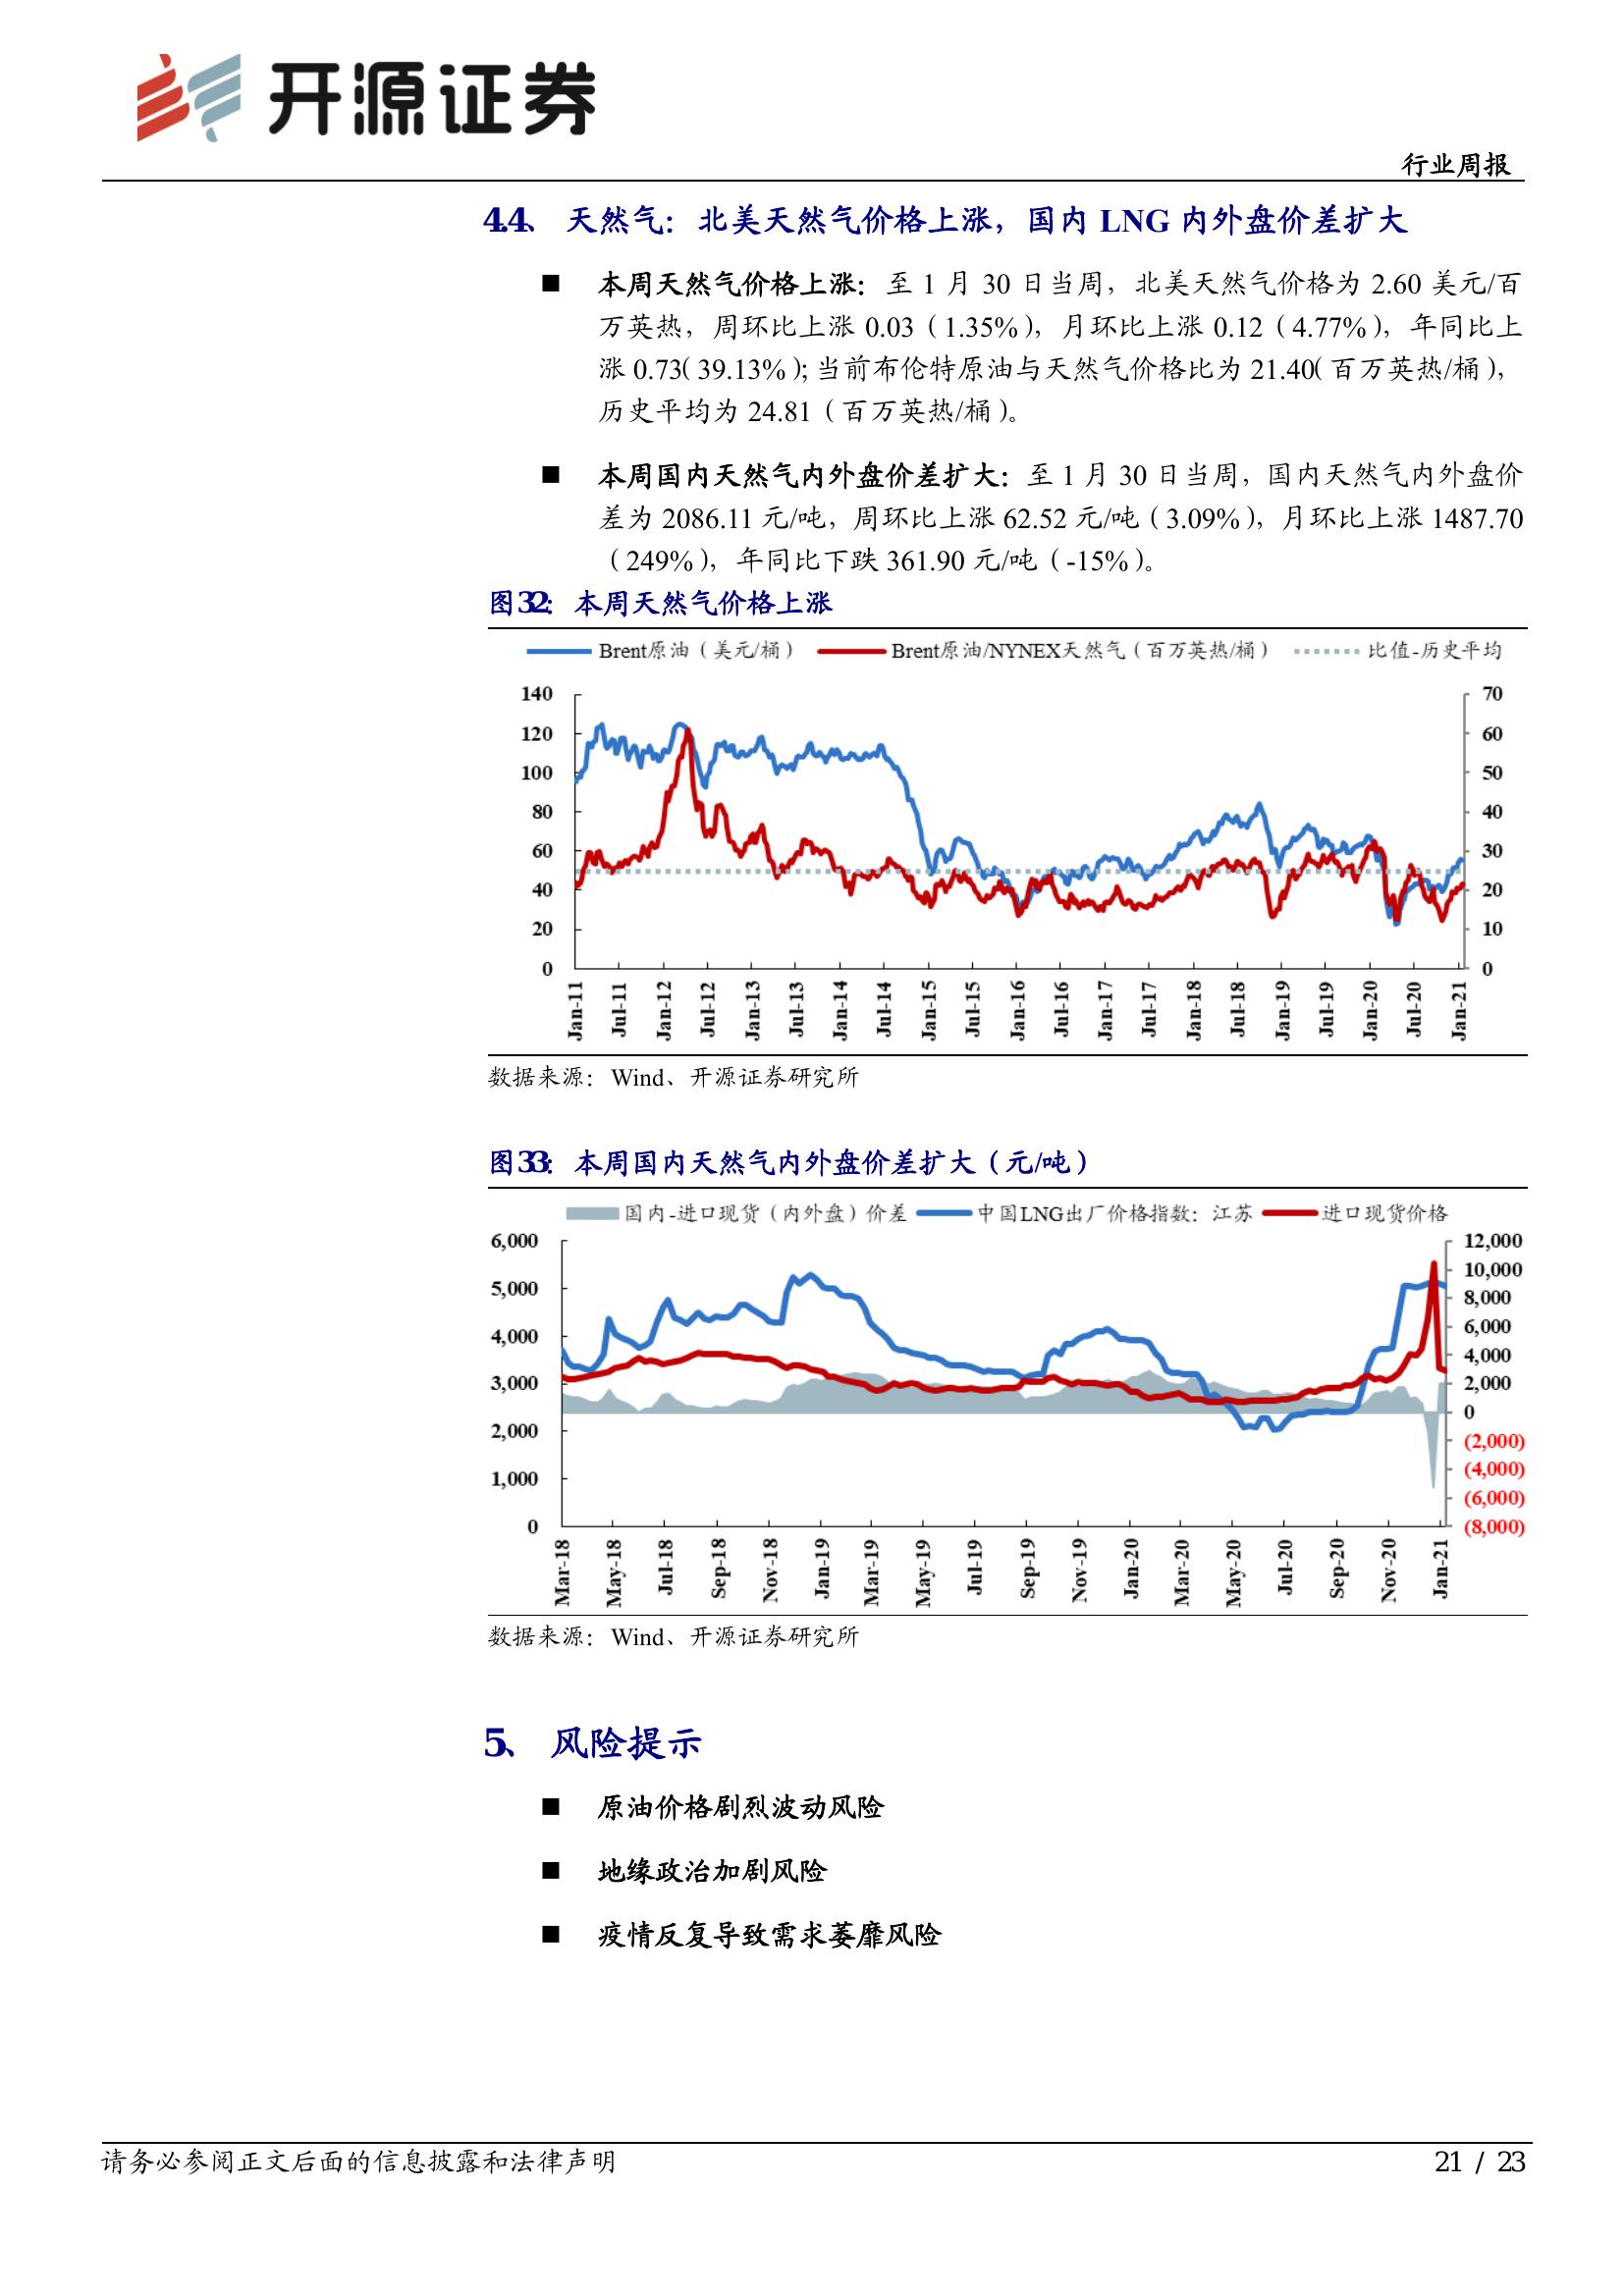 开源证券
行业周报
4.4、 天然气：北美天然气价格上涨，国内 LNG 内外盘价差扩大
■ 本周天然气价格上涨：至 1 月 30 日当周，北美天然气价格为 2.60 美元/百
万英热，周环比上涨 0.03（1.35%），月环比上涨 0.12（4.77%），年同比上
涨 0.73（39.13%）；当前布伦特原油与天然气价格比为 21.40（百万英热/桶），
历史平均为 24.81（百万英热/桶）。
■ 本周国内天然气内外盘价差扩大：至 1 月 30 日当周，国内天然气内外盘价
差为 2086.11 元/吨，周环比上涨 62.52 元/吨（3.09%），月环比上涨 1487.70
（249%），年同比下跌 361.90 元/吨（-15%）。
图32：本周天然气价格上涨
Brent原油（美元/桶） Brent原油/NYNEX天然气（百万英热/桶） 比值-历史平均
140 70
120 60
100 50
80 40
60 30
40 20
20 10
0 0
Jan-11 Jul-11 Jan-12 Jul-12 Jan-13 Jul-13 Jan-14 Jul-14 Jan-15 Jul-15 Jan-16 Jul-16 Jan-17 Jul-17 Jan-18 Jul-18 Jan-19 Jul-19 Jan-20 Jul-20 Jan-21
数据来源：Wind、开源证券研究所
图33：本周国内天然气内外盘价差扩大（元/吨）
国内-进口现货（内外盘）价差 中国LNG出厂价格指数：江苏 进口现货价格
6,000 12,000
10,000
5,000 8,000
6,000
4,000 4,000
3,000 2,000
0
2,000 (2,000)
1,000 (4,000)
(6,000)
0 (8,000)
Mar-18 May-18 Jul-18 Sep-18 Nov-18 Jan-19 Mar-19 May-19 Jul-19 Sep-19 Nov-19 Jan-20 Mar-20 May-20 Jul-20 Sep-20 Nov-20 Jan-21
数据来源：Wind、开源证券研究所
5、 风险提示
■ 原油价格剧烈波动风险
■ 地缘政治加剧风险
■ 疫情反复导致需求萎靡风险
请务必参阅正文后面的信息披露和法律声明 21 / 23